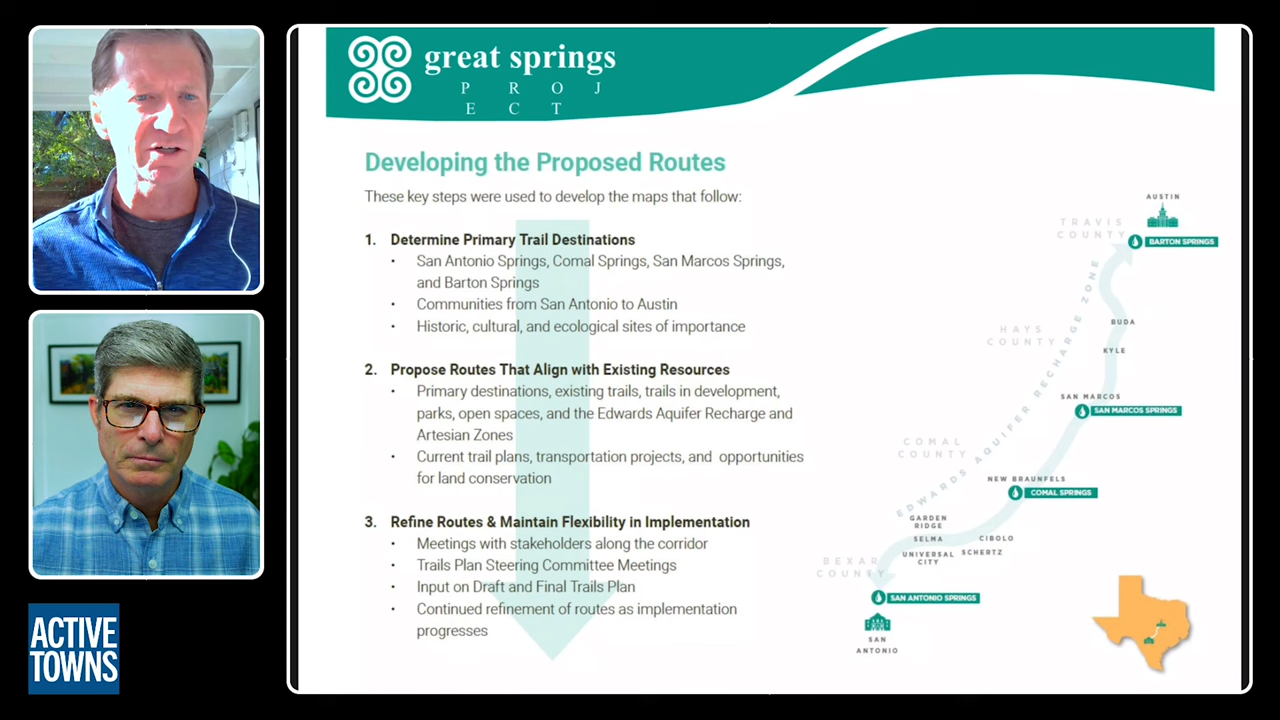 great springs
P R O J
E C T
Developing the Proposed Routes
These key steps were used to develop the maps that follow:
1. Determine Primary Trail Destinations
• San Antonio Springs, Comal Springs, San Marcos Springs,
and Barton Springs
• Communities from San Antonio to Austin
• Historic, cultural, and ecological sites of importance
2. Propose Routes That Align with Existing Resources
• Primary destinations, existing trails, trails in development,
parks, open spaces, and the Edwards Aquifer Recharge and
Artesian Zones
• Current trail plans, transportation projects, and opportunities
for land conservation
3. Refine Routes & Maintain Flexibility in Implementation
• Meetings with stakeholders along the corridor
• Trails Plan Steering Committee Meetings
• Input on Draft and Final Trails Plan
• Continued refinement of routes as implementation
progresses
AUSTIN
TRAVIS
COUNTY
BARTON SPRINGS
EDWARDS AQUIFER RECHARGE ZONE
BUDA
HAYS
COUNTY
KYLE
SAN MARCOS
SAN MARCOS SPRINGS
COMAL
COUNTY
NEW BRAUNFELS
COMAL SPRINGS
GARDEN
RIDGE
SELMA
CIBOLO
UNIVERSAL
CITY
SCHERTZ
BEXAR
COUNTY
SAN ANTONIO SPRINGS
SAN
ANTONIO
ACTIVE
TOWNS